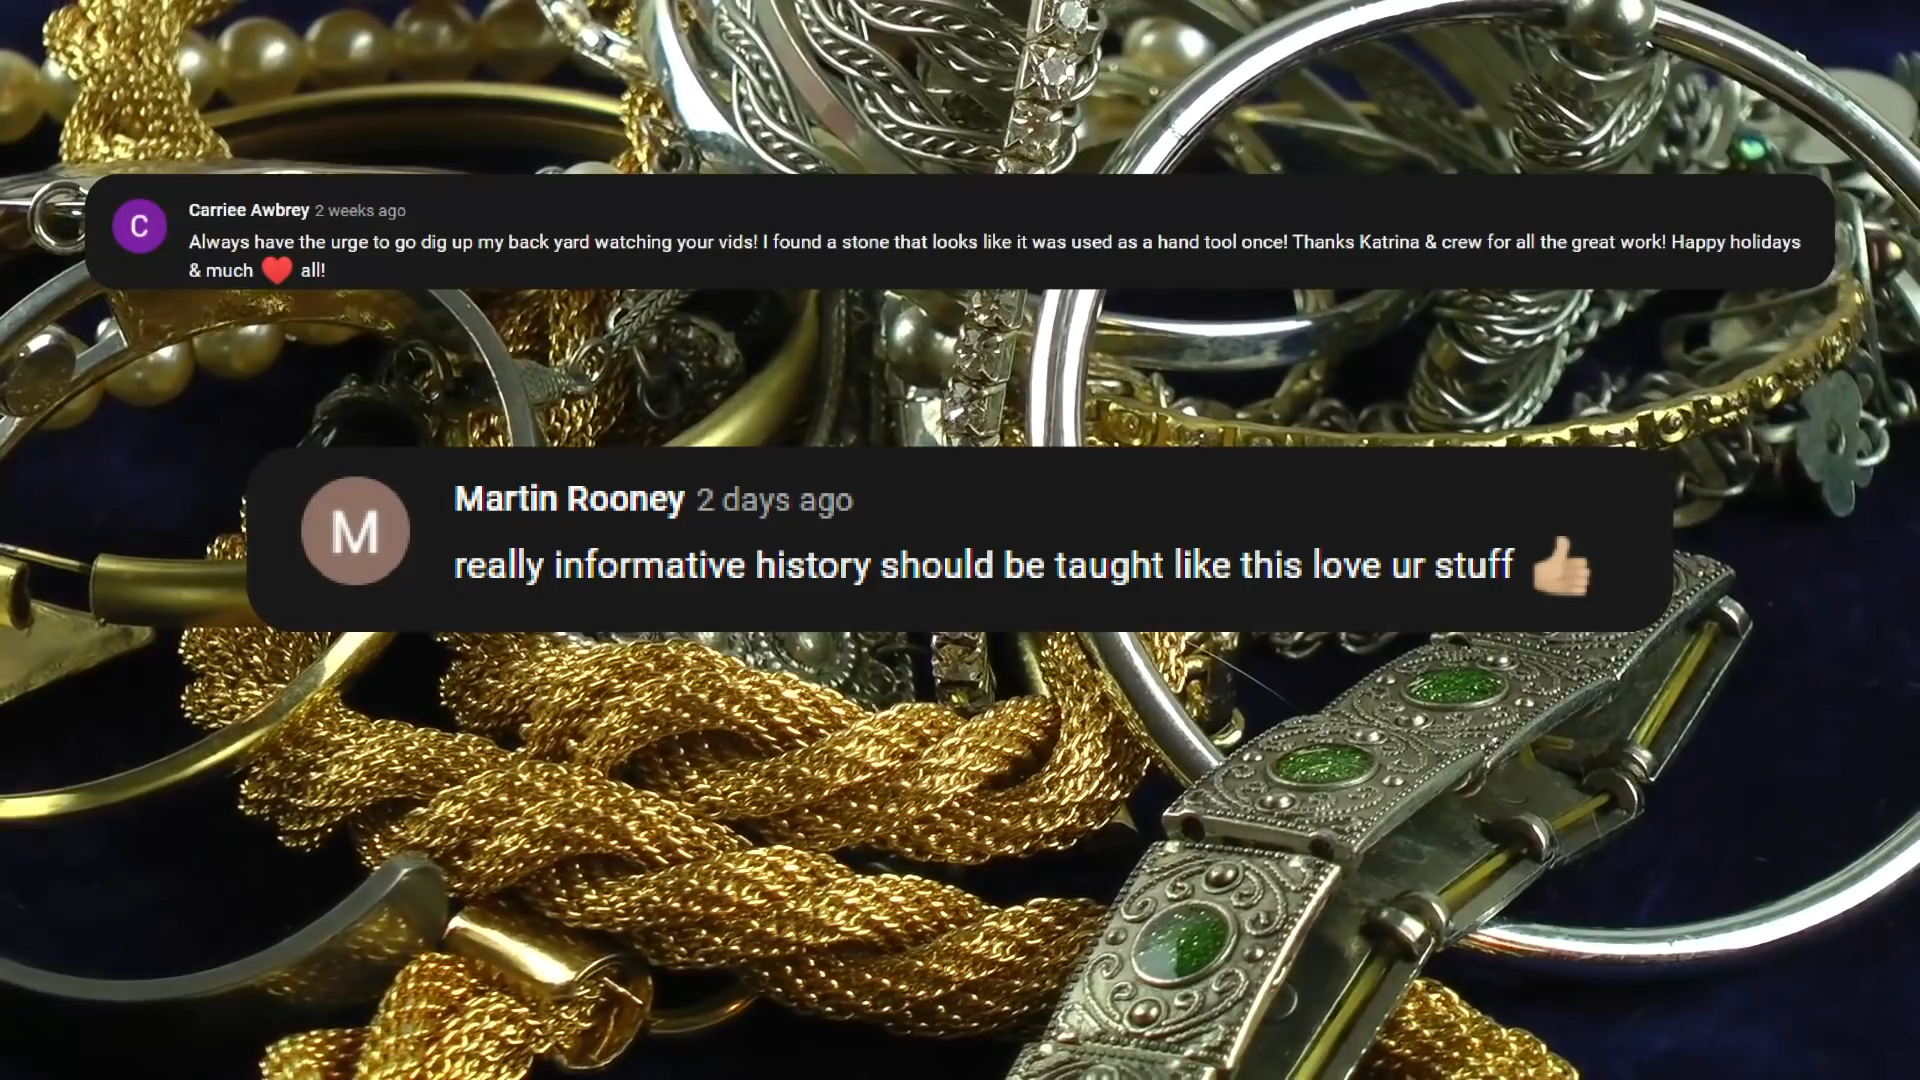 C
Carriee Awbrey 2 weeks ago
Always have the urge to go dig up my back yard watching your vids! I found a stone that looks like it was used as a hand tool once! Thanks Katrina & crew for all the great work! Happy holidays
& much ❤️ all!
M
Martin Rooney 2 days ago
really informative history should be taught like this love ur stuff 👍🏼